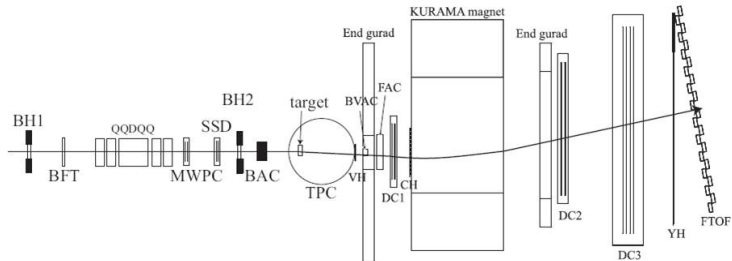 KURAMA magnet
End gurad
End gurad
FAC
BVAC
BH2
target
SSD
QQDQQ
BH1
BFT
MWPC
BAC
TPC
VH
DC1
CH
DC2
DC3
YH
FTOF